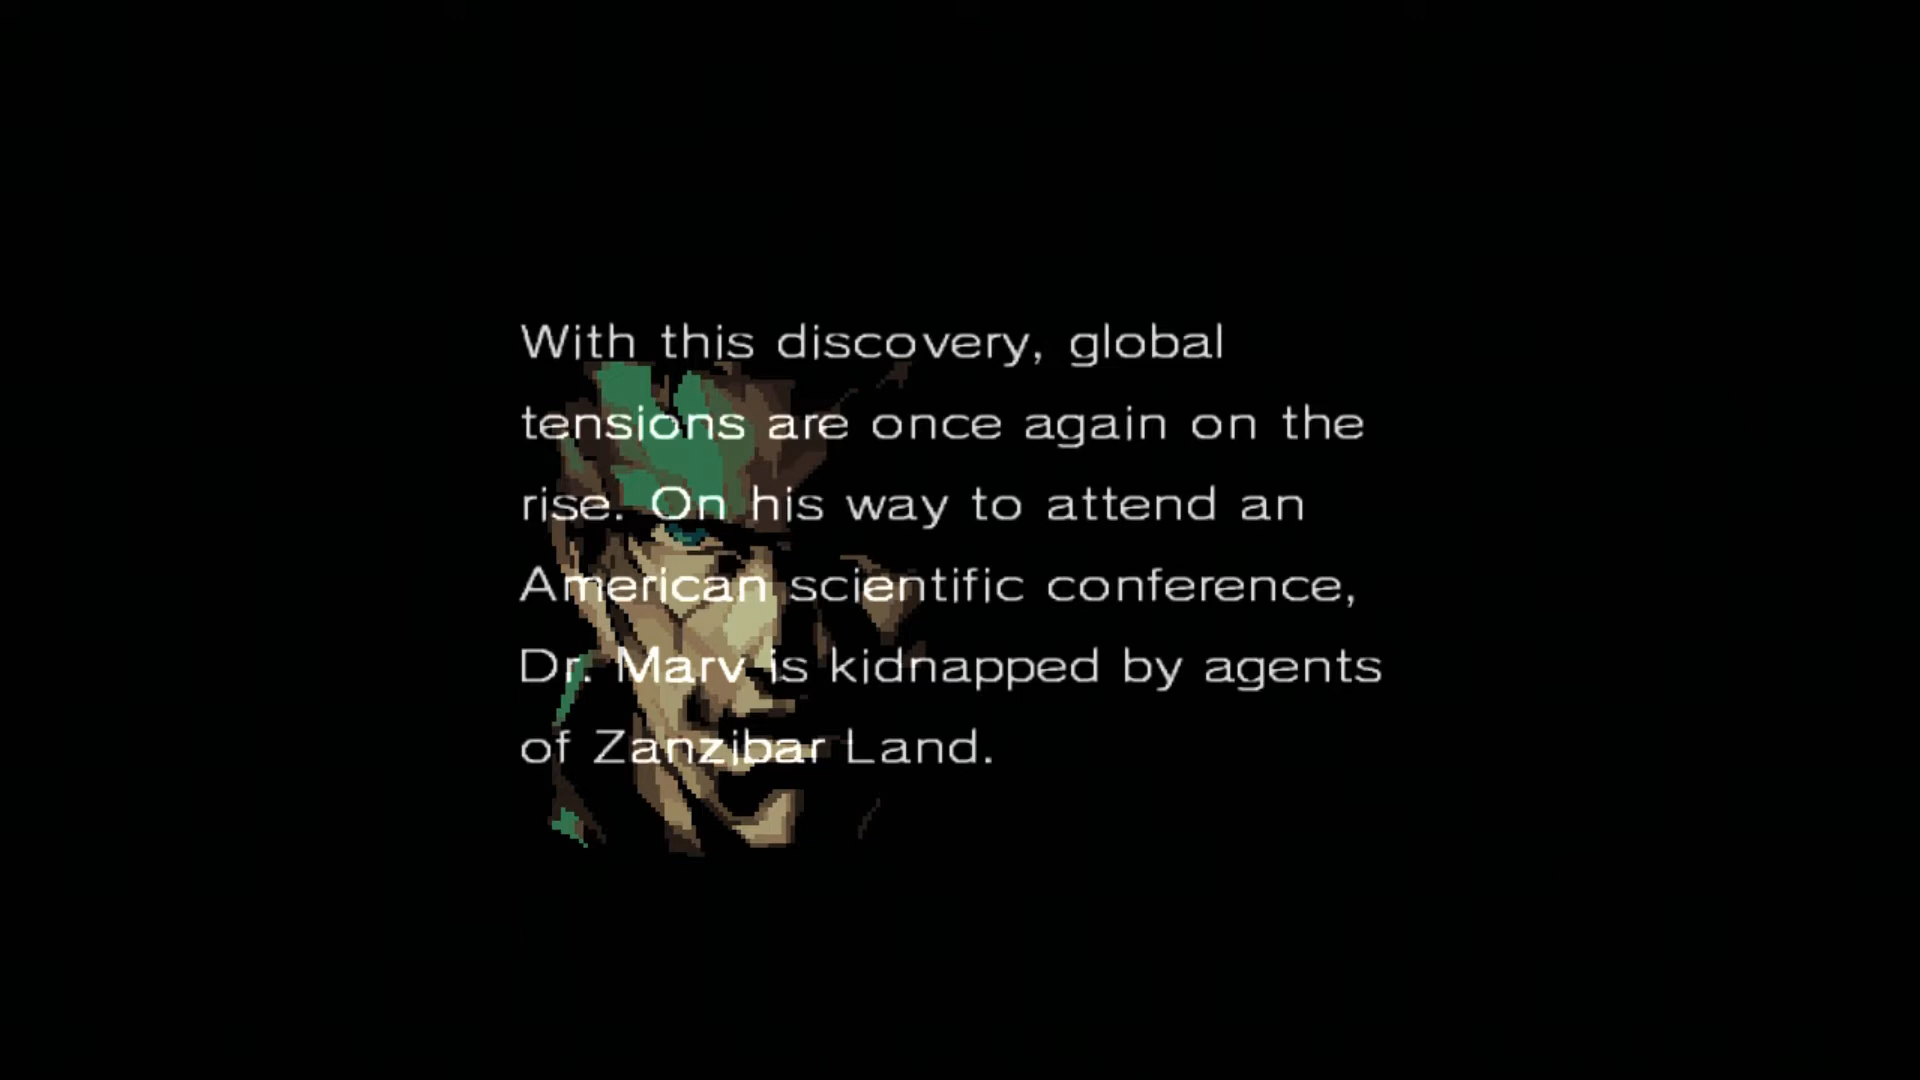 With this discovery, global
tensions are once again on the
rise. On his way to attend an
American scientific conference,
Dr. Marv is kidnapped by agents
of Zanzibar Land.